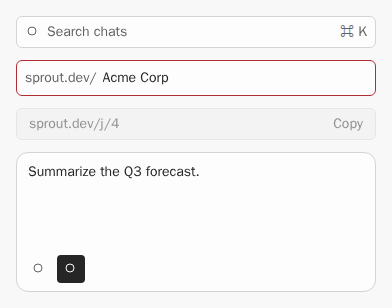 Search chats ⌘ K
sprout.dev/ Acme Corp
sprout.dev/j/4 Copy
Summarize the Q3 forecast.